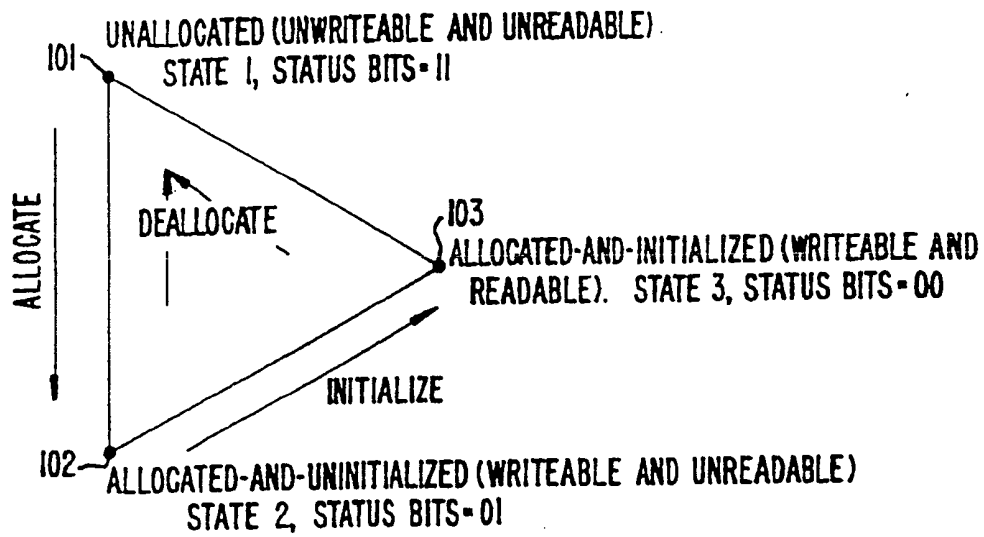 UNALLOCATED (UNWRITEABLE AND UNREADABLE)
101
STATE 1, STATUS BITS=11
ALLOCATE
DEALLOCATE
103
ALLOCATED-AND-INITIALIZED (WRITEABLE AND
READABLE). STATE 3, STATUS BITS=00
INITIALIZE
102
ALLOCATED-AND-UNINITIALIZED (WRITEABLE AND UNREADABLE)
STATE 2, STATUS BITS=01